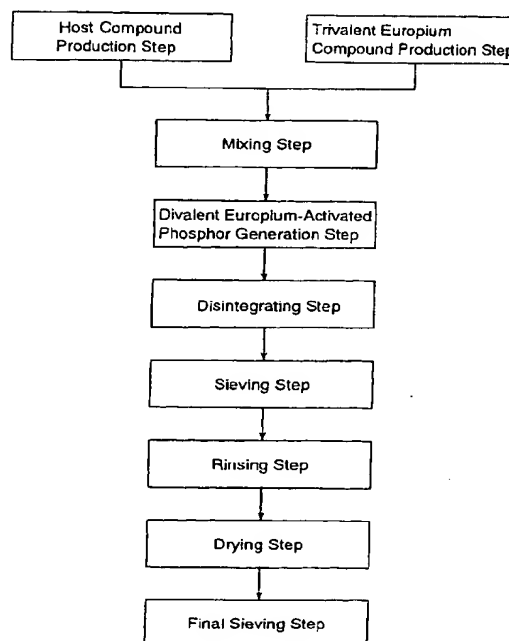 Host Compound
Production Step
Trivalent Europium
Compound Production Step
Mixing Step
Divalent Europium-Activated
Phosphor Generation Step
Disintegrating Step
Sieving Step
Rinsing Step
Drying Step
Final Sieving Step